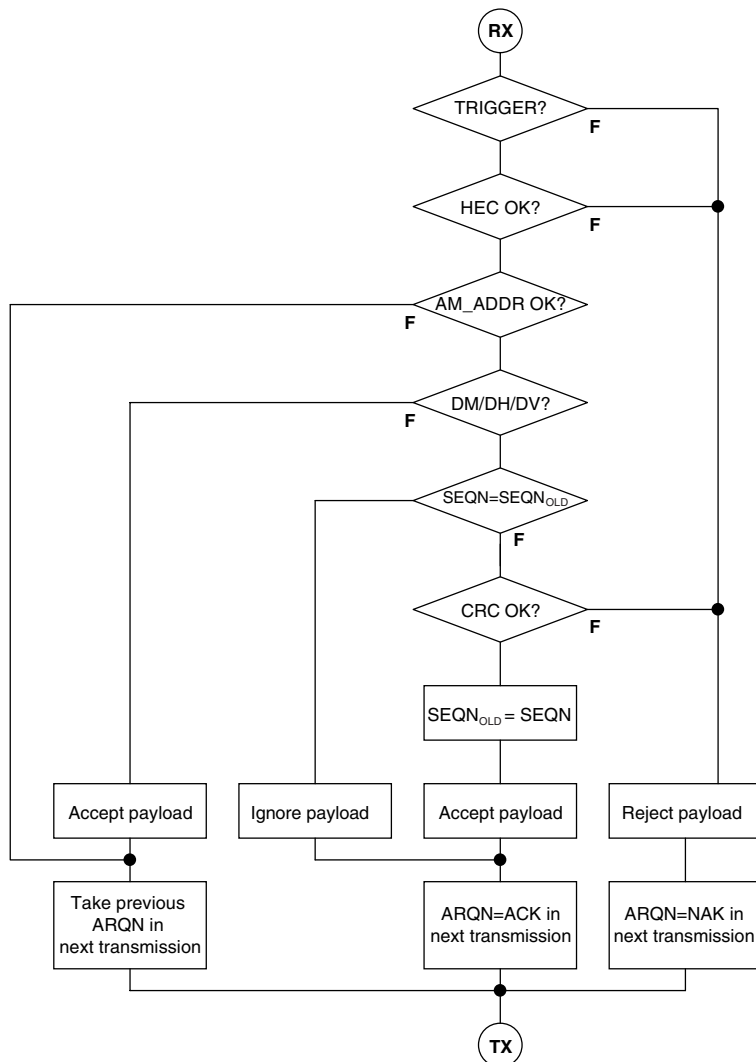 RX
TRIGGER?
F
HEC OK?
F
AM_ADDR OK?
F
DM/DH/DV?
F
SEQN=SEQNOLD
F
CRC OK?
F
SEQNOLD = SEQN
Accept payload
Ignore payload
Accept payload
Reject payload
Take previous
ARQN in
next transmission
ARQN=ACK in
next transmission
ARQN=NAK in
next transmission
TX